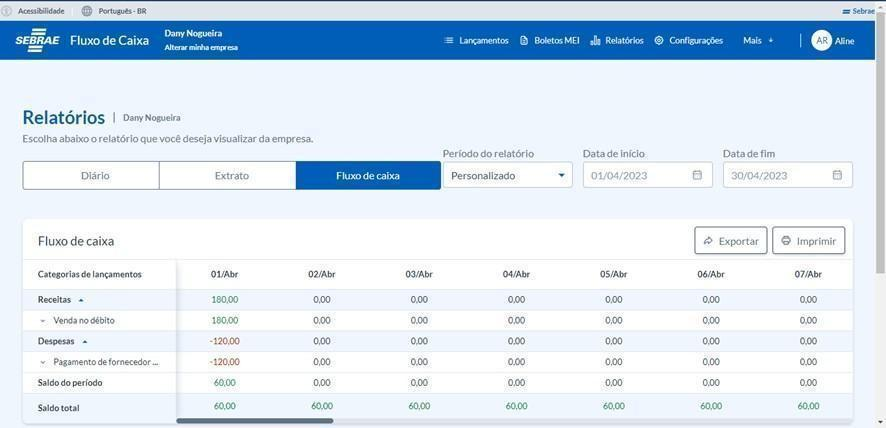 Acessibilidade | Português - BR Sebrae
SEBRAE Fluxo de Caixa Dany Nogueira
Alterar minha empresa
Lançamentos Boletos MEI Relatórios Configurações Mais AR Aline
Relatórios | Dany Nogueira
Escolha abaixo o relatório que você deseja visualizar da empresa.
Período do relatório Data de início Data de fim
Diário Extrato Fluxo de caixa Personalizado 01/04/2023 30/04/2023
Fluxo de caixa Exportar Imprimir
Categorias de lançamentos 01/Abr 02/Abr 03/Abr 04/Abr 05/Abr 06/Abr 07/Abr
Receitas 180,00 0,00 0,00 0,00 0,00 0,00 0,00
Venda no débito 180,00 0,00 0,00 0,00 0,00 0,00 0,00
Despesas -120,00 0,00 0,00 0,00 0,00 0,00 0,00
Pagamento de fornecedor ... -120,00 0,00 0,00 0,00 0,00 0,00 0,00
Saldo do período 60,00 0,00 0,00 0,00 0,00 0,00 0,00
Saldo total 60,00 60,00 60,00 60,00 60,00 60,00 60,00